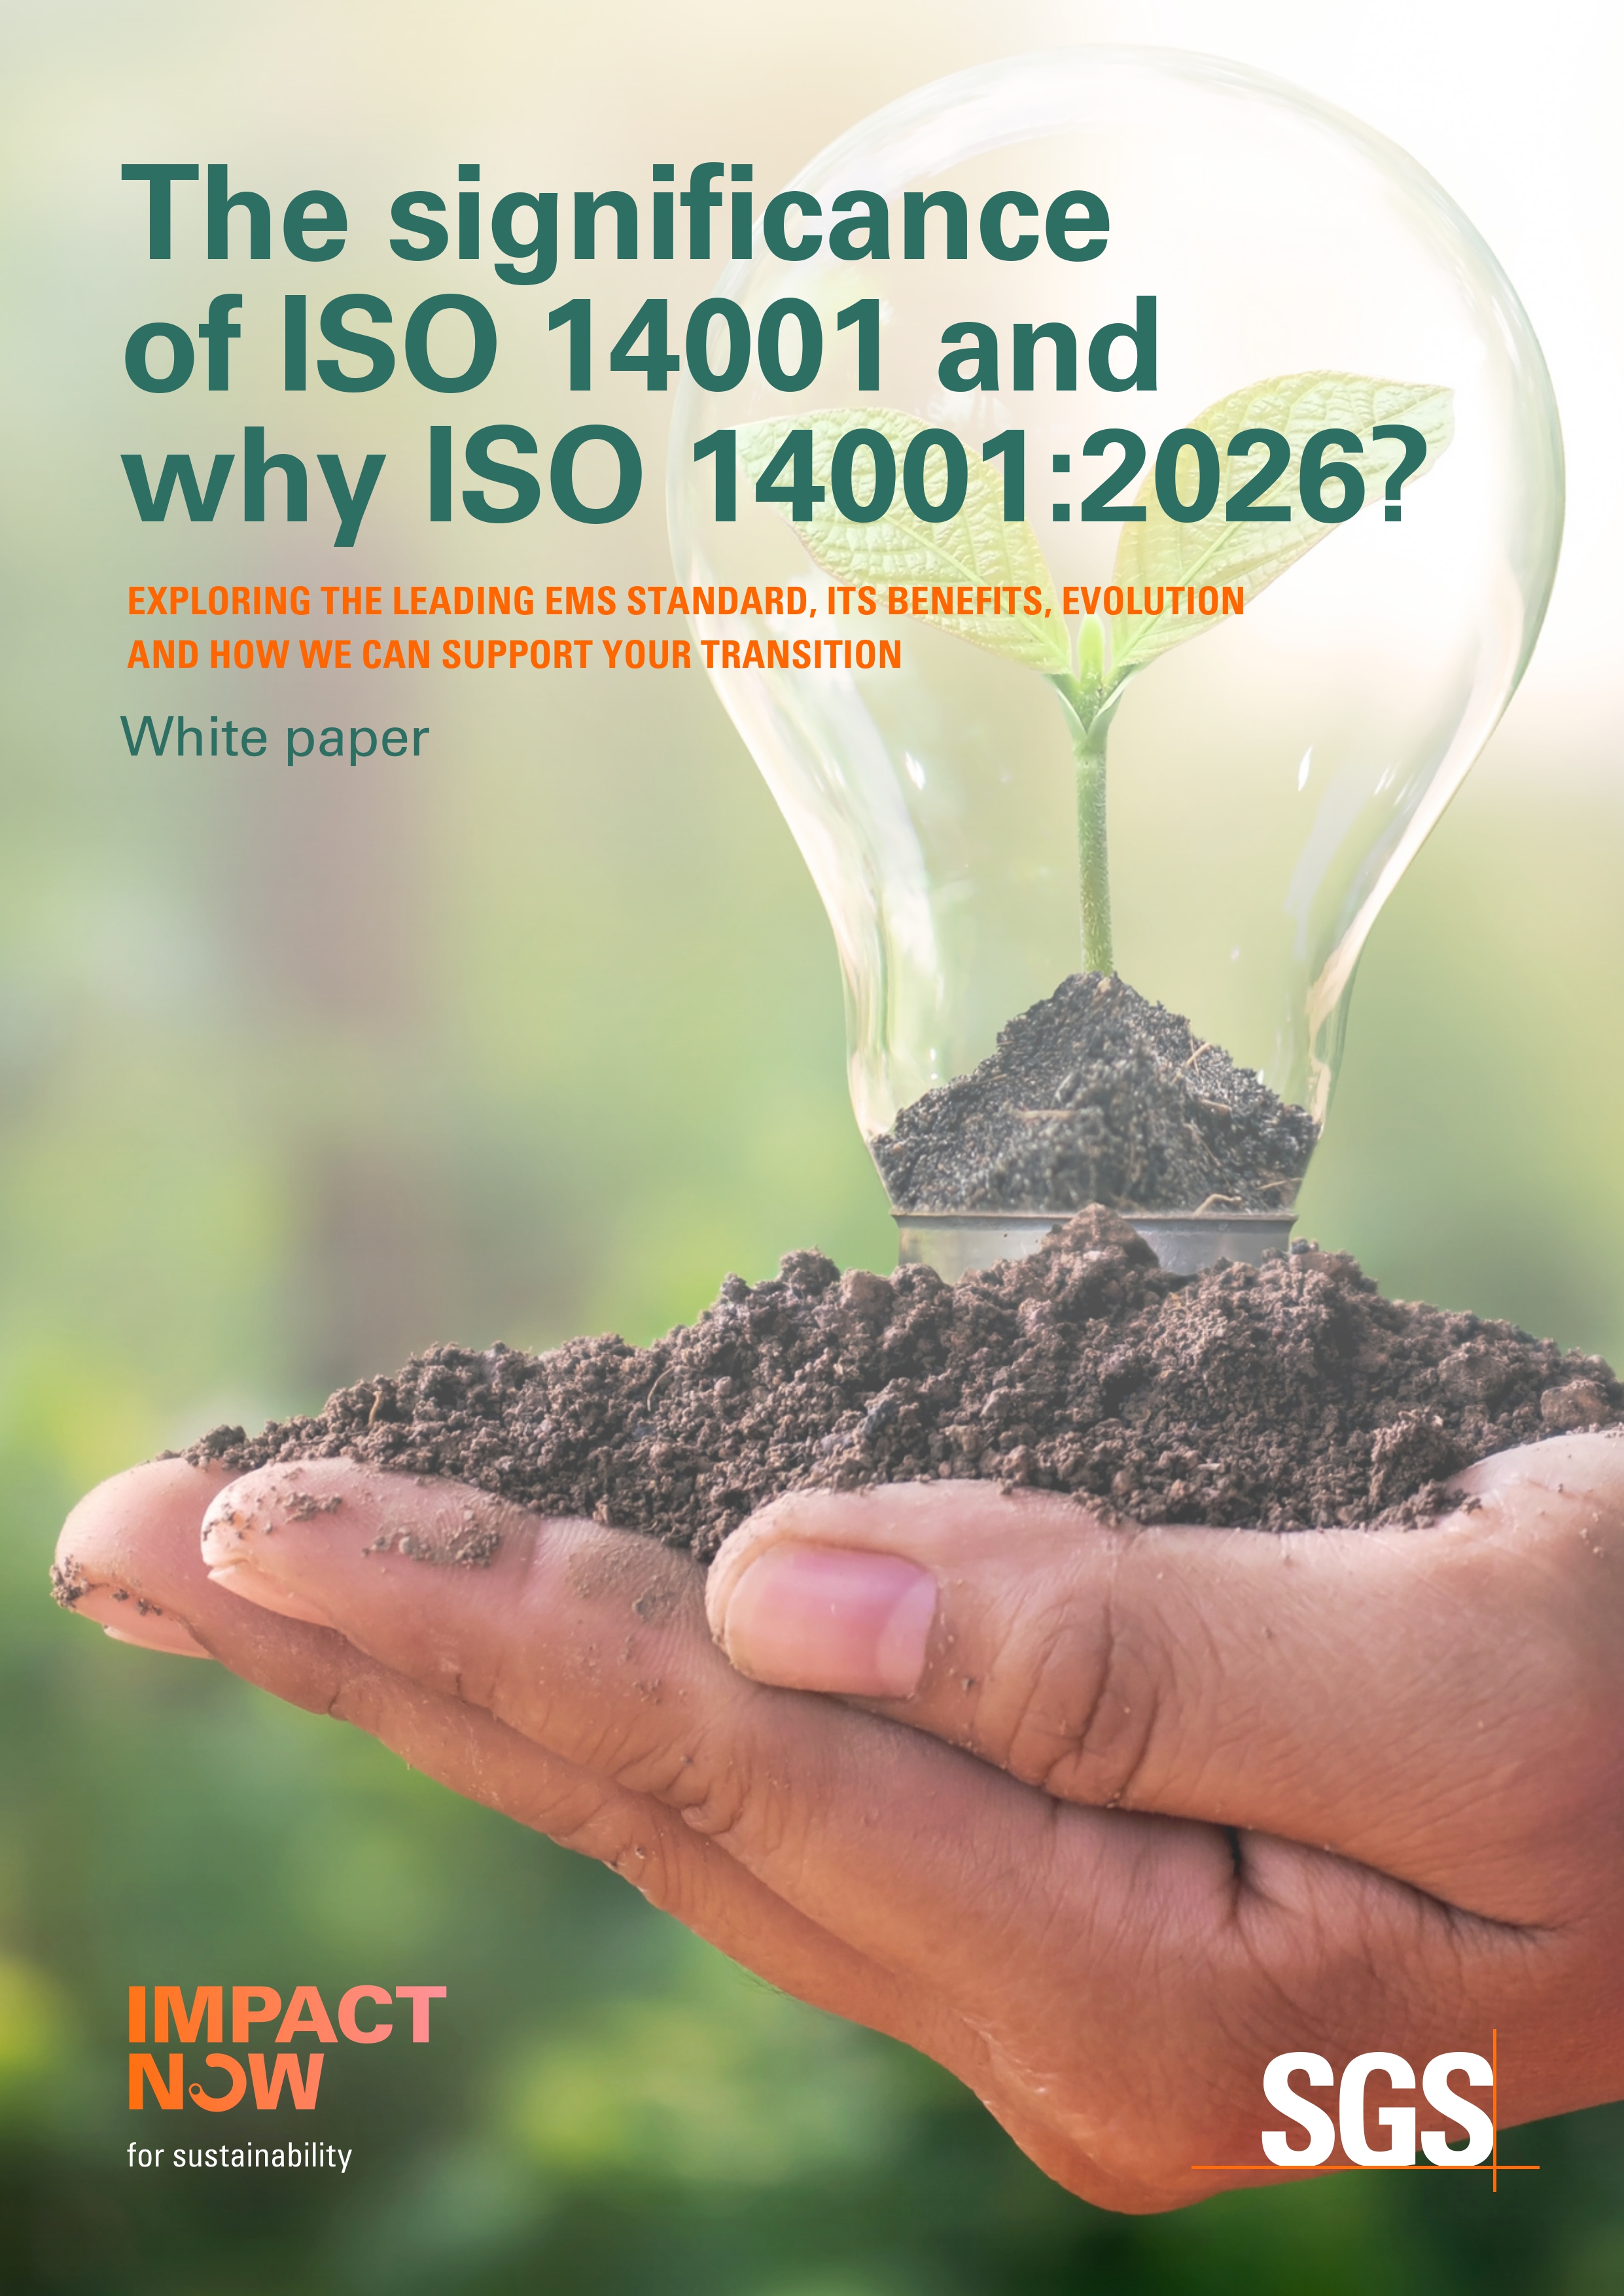 The significance
of ISO 14001 and
why ISO 14001:2026?
EXPLORING THE LEADING EMS STANDARD, ITS BENEFITS, EVOLUTION
AND HOW WE CAN SUPPORT YOUR TRANSITION
White paper
IMPACT
NOW
for sustainability
SGS